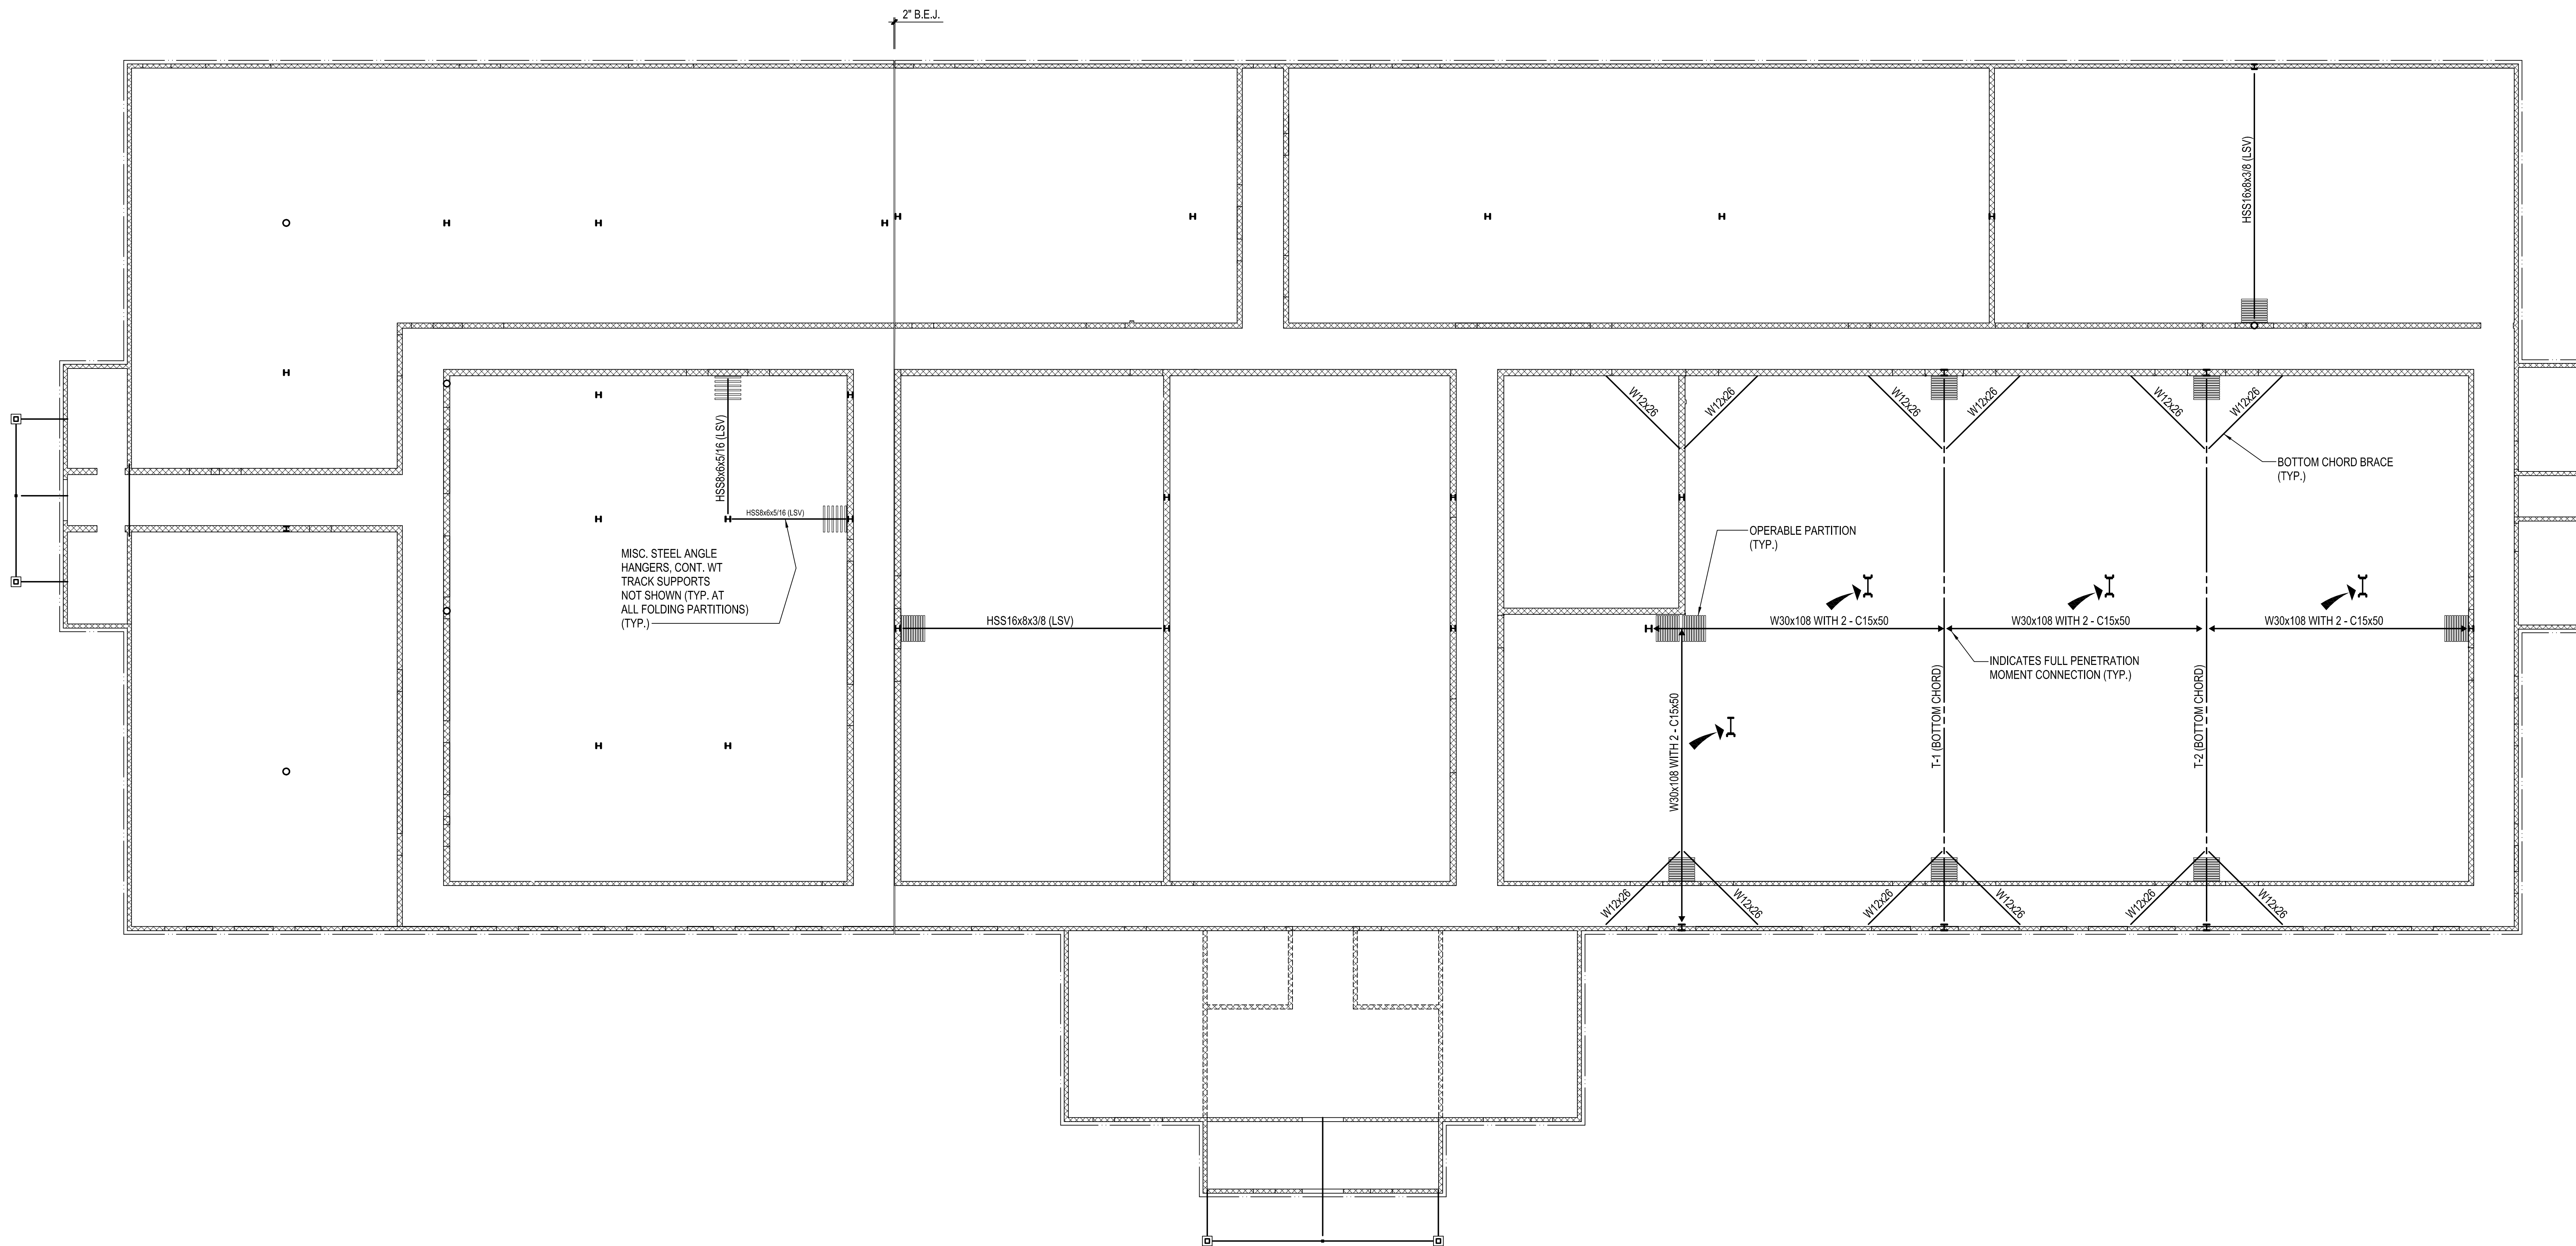 2" B.E.J.
HSS16x8x3/8 (LSV)
W12x26
W12x26
W12x26
W12x26
W12x26
W12x26
HSS8x6x5/16 (LSV)
BOTTOM CHORD BRACE
(TYP.)
HSS8x6x5/16 (LSV)
OPERABLE PARTITION
(TYP.)
MISC. STEEL ANGLE
HANGERS, CONT. WT
TRACK SUPPORTS
NOT SHOWN (TYP. AT
ALL FOLDING PARTITIONS)
(TYP.)
HSS16x8x3/8 (LSV)
W30x108 WITH 2 - C15x50
W30x108 WITH 2 - C15x50
W30x108 WITH 2 - C15x50
INDICATES FULL PENETRATION
MOMENT CONNECTION (TYP.)
W30x108 WITH 2 - C15x50
T-1 (BOTTOM CHORD)
T-2 (BOTTOM CHORD)
W12x26
W12x26
W12x26
W12x26
W12x26
W12x26